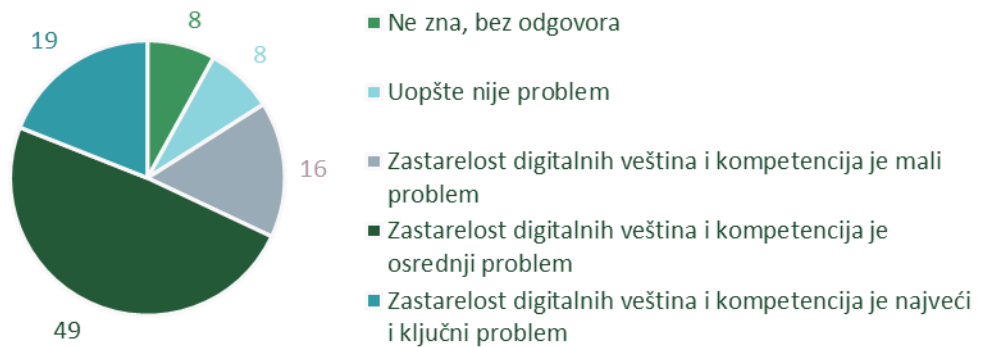 8
19
8
16
49
Ne zna, bez odgovora
Uopšte nije problem
Zastarelost digitalnih veština i kompetencija je mali
problem
Zastarelost digitalnih veština i kompetencija je
osrednji problem
Zastarelost digitalnih veština i kompetencija je najveći
i ključni problem